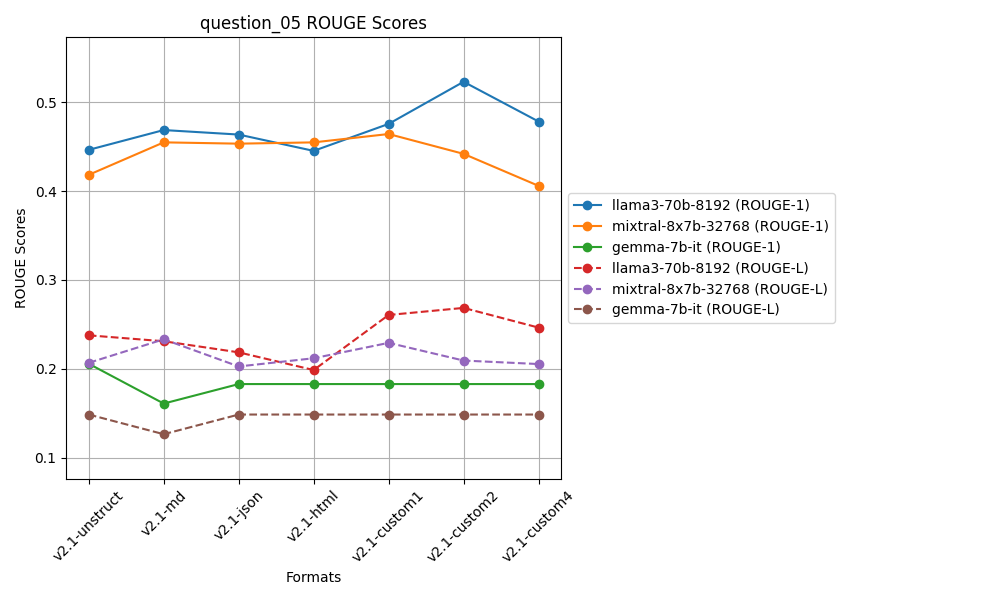 question_05 ROUGE Scores
ROUGE Scores
0.5
0.4
0.3
0.2
0.1
v2.1-unstruct
v2.1-md
v2.1-json
v2.1-html
v2.1-custom1
v2.1-custom2
v2.1-custom4
Formats
llama3-70b-8192 (ROUGE-1)
mixtral-8x7b-32768 (ROUGE-1)
gemma-7b-it (ROUGE-1)
llama3-70b-8192 (ROUGE-L)
mixtral-8x7b-32768 (ROUGE-L)
gemma-7b-it (ROUGE-L)